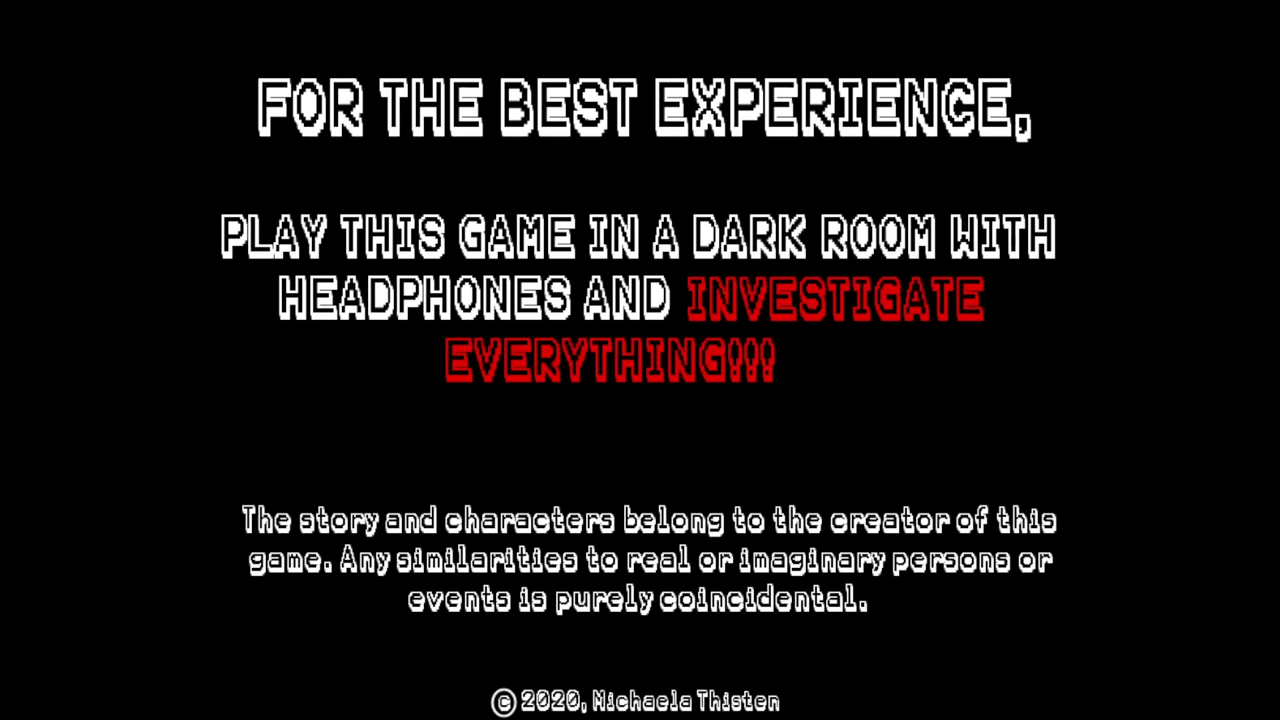 FOR THE BEST EXPERIENCE,
PLAY THIS GAME IN A DARK ROOM WITH
HEADPHONES AND INVESTIGATE
EVERYTHING!!!
The story and characters belong to the creator of this
game. Any similarities to real or imaginary persons or
events is purely coincidental.
© 2020, Michaela Thisten